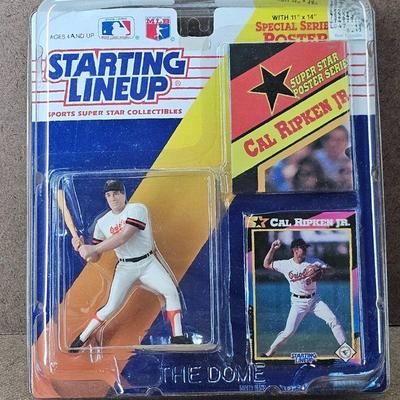 AGES 4 AND UP
MLB
STARTING
LINEUP
SPORTS SUPER STAR COLLECTIBLES
WITH 11" x 14"
SPECIAL SERIES
POSTER
SUPER STAR
POSTER SERIES
CAL RIPKEN JR.
CAL RIPKEN JR.
Orioles
STARTING
LINEUP
THE DOME